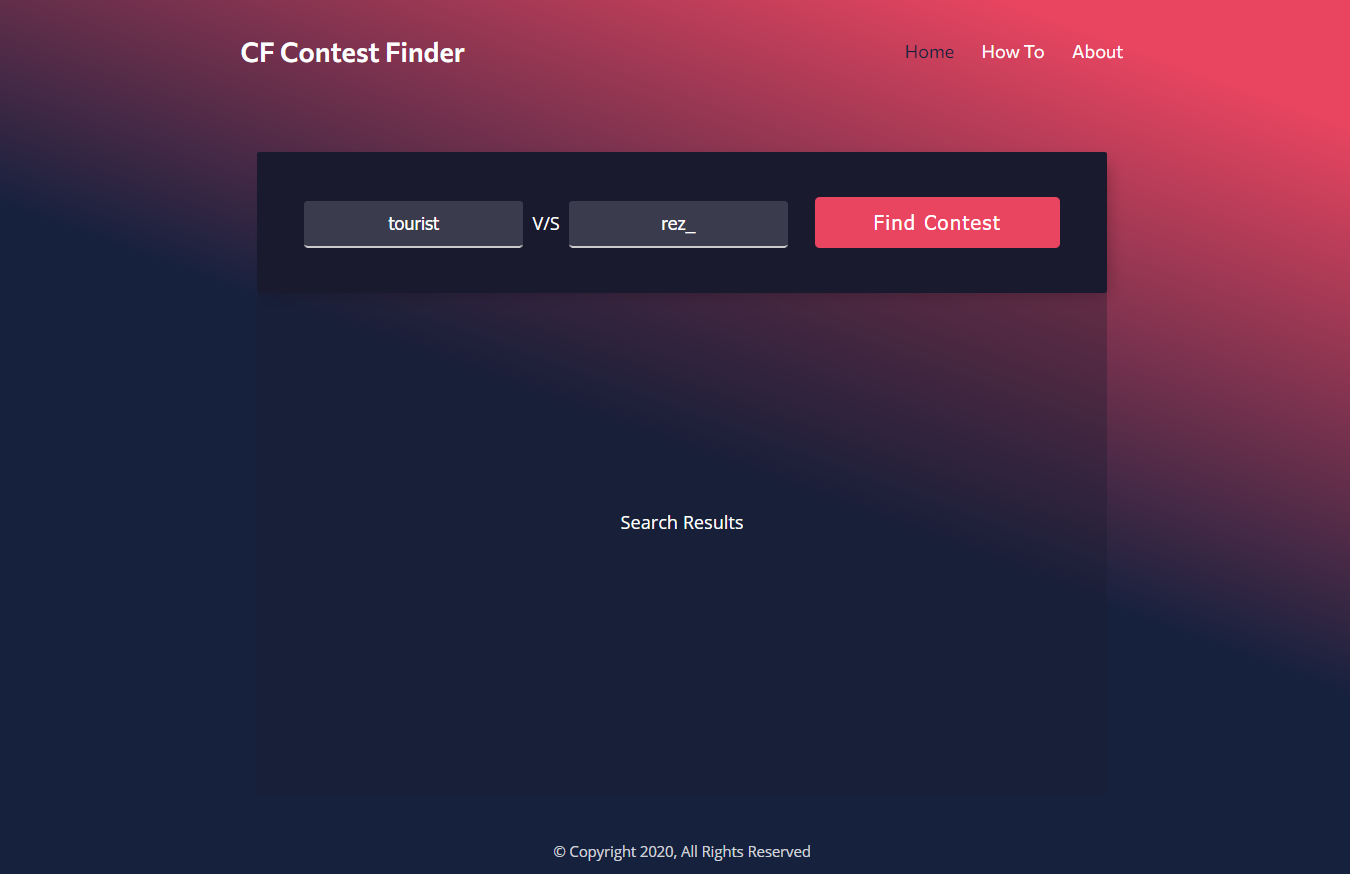 CF Contest Finder
Home How To About
tourist V/S rez_ Find Contest
Search Results
© Copyright 2020, All Rights Reserved